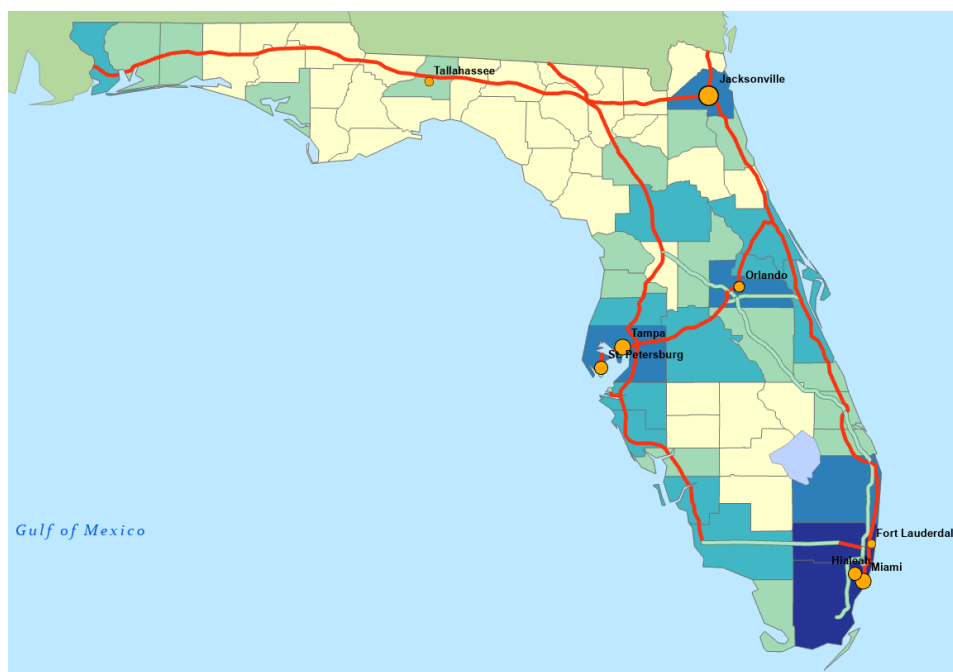 Tallahassee
Jacksonville
Orlando
Tampa
St. Petersburg
Gulf of Mexico
Fort Lauderdal
Hialeah
Miami